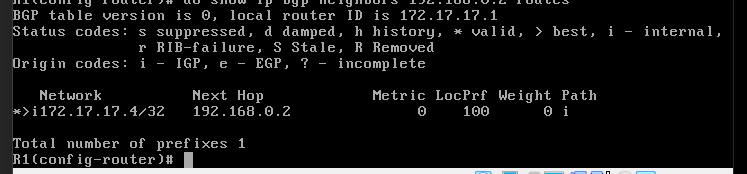 R1(config-router)# do show ip bgp neighbors 192.168.0.2 routes
BGP table version is 0, local router ID is 172.17.17.1
Status codes: s suppressed, d damped, h history, * valid, > best, i - internal,
              r RIB-failure, S Stale, R Removed
Origin codes: i - IGP, e - EGP, ? - incomplete

   Network          Next Hop            Metric LocPrf Weight Path
*>i172.17.17.4/32   192.168.0.2              0    100      0 i

Total number of prefixes 1
R1(config-router)#